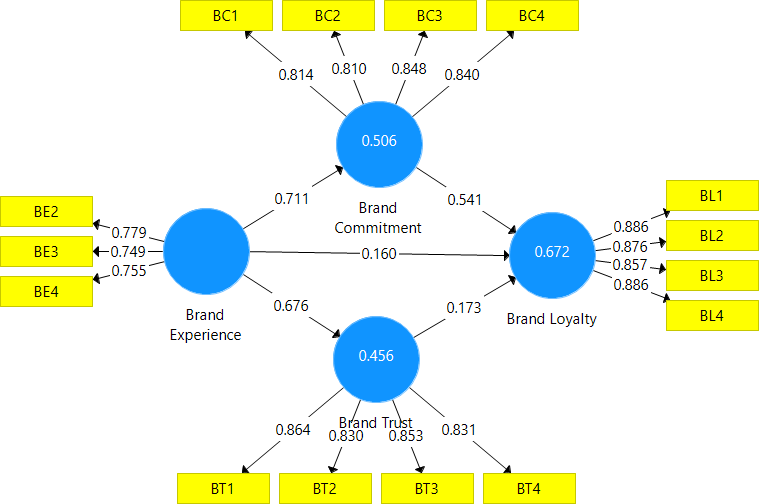 BC1
BC2
BC3
BC4
0.814
0.810
0.848
0.840
0.506
Brand
Commitment
0.711
0.541
BE2
BE3
BE4
0.779
0.749
0.755
Brand
Experience
0.160
0.672
Brand Loyalty
0.886
0.876
0.857
0.886
BL1
BL2
BL3
BL4
0.676
0.173
0.456
Brand Trust
0.864
0.830
0.853
0.831
BT1
BT2
BT3
BT4